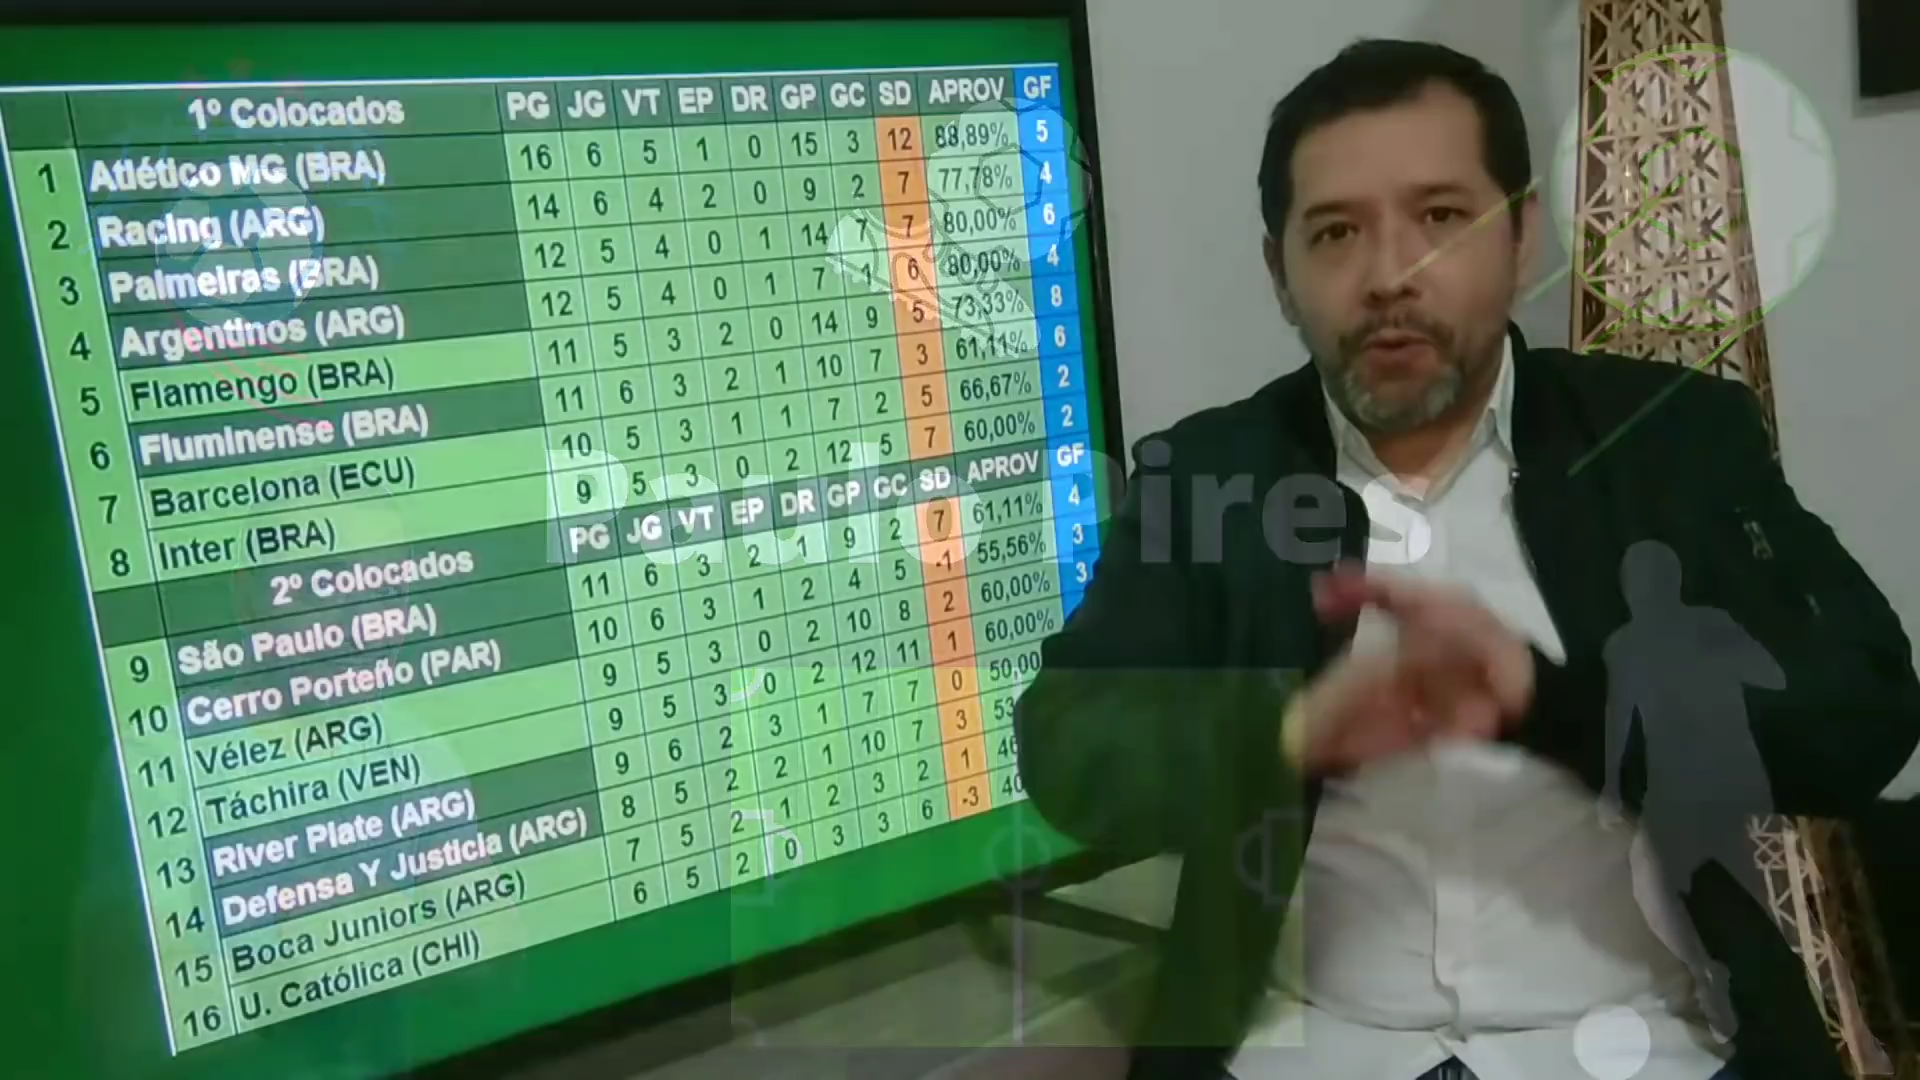 1º Colocados PG JG VT EP DR GP GC SD APROV GF
1 Atlético MG (BRA) 16 6 5 1 0 15 3 12 88,89% 5
2 Racing (ARG) 14 6 4 2 0 9 2 7 77,78% 4
3 Palmeiras (BRA) 12 5 4 0 1 14 7 7 80,00% 6
4 Argentinos (ARG) 12 5 4 0 1 7 1 6 80,00% 4
5 Flamengo (BRA) 11 5 3 2 0 14 9 5 73,33% 8
6 Fluminense (BRA) 11 6 3 2 1 10 7 3 61,11% 6
7 Barcelona (ECU) 10 5 3 1 1 7 2 5 66,67% 2
8 Inter (BRA) 9 5 3 0 2 12 5 7 60,00% 2
2º Colocados PG JG VT EP DR GP GC SD APROV GF
9 São Paulo (BRA) 11 6 3 2 1 9 2 7 61,11% 4
10 Cerro Porteño (PAR) 10 6 3 1 2 4 5 -1 55,56% 3
11 Vélez (ARG) 9 5 3 0 2 10 8 2 60,00% 3
12 Táchira (VEN) 9 5 3 0 2 12 11 1 60,00%
13 River Plate (ARG) 9 6 2 3 1 7 7 0 50,00
14 Defensa Y Justicia (ARG) 8 5 2 2 1 10 7 3 53
15 Boca Juniors (ARG) 7 5 2 1 2 3 2 1 46
16 U. Católica (CHI) 6 5 2 0 3 3 6 -3 40
Paulo Pires